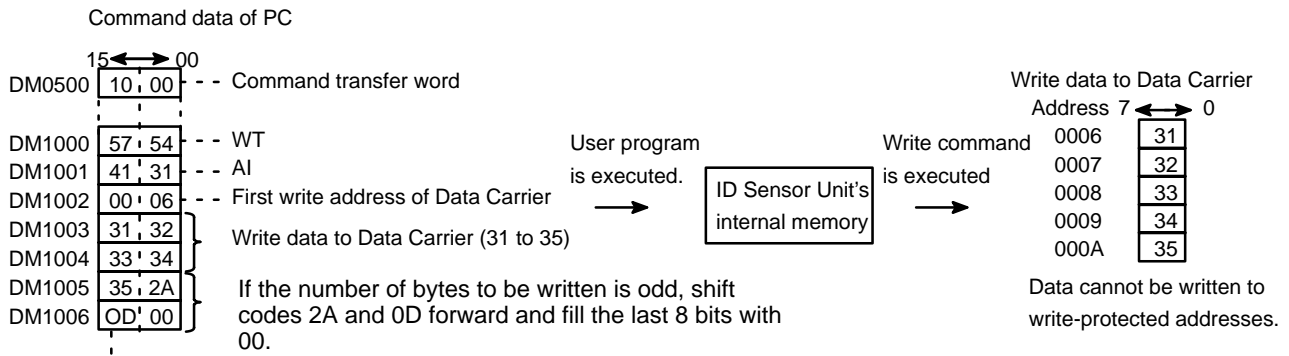 Command data of PC
15 00
DM0500 10 00 Command transfer word
DM1000 57 54 WT
DM1001 41 31 AI
DM1002 00 06 First write address of Data Carrier
DM1003 31 32
DM1004 33 34
Write data to Data Carrier (31 to 35)
DM1005 35 2A
DM1006 OD 00
If the number of bytes to be written is odd, shift
codes 2A and 0D forward and fill the last 8 bits with
00.
User program
is executed.
ID Sensor Unit's
internal memory
Write command
is executed
Write data to Data Carrier
Address 7 0
0006 31
0007 32
0008 33
0009 34
000A 35
Data cannot be written to
write-protected addresses.